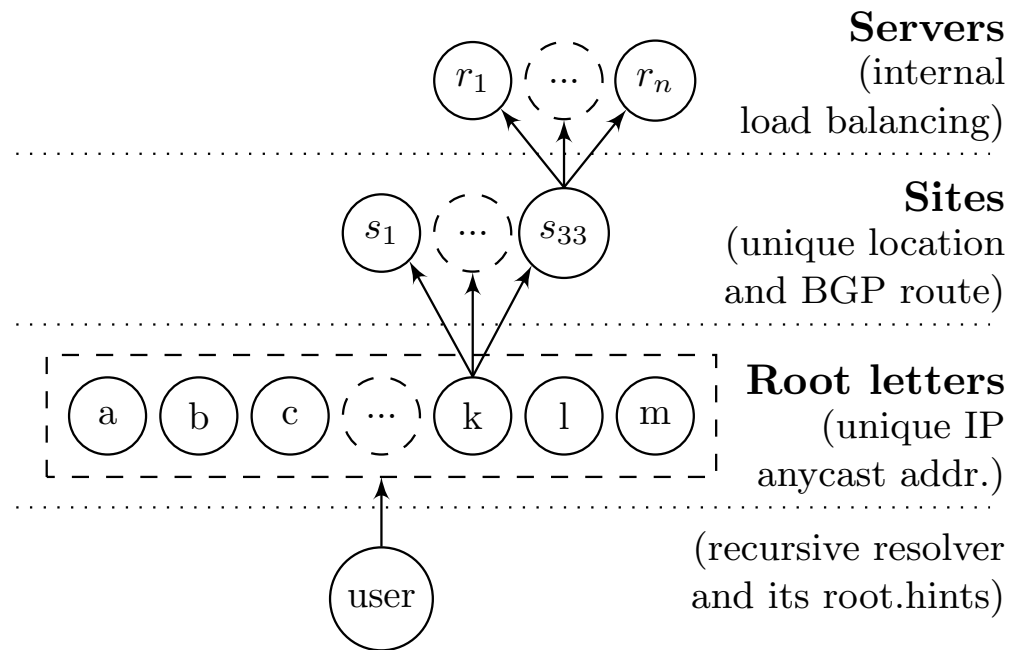 Servers
(internal
load balancing)
r1 ... rn
Sites
(unique location
and BGP route)
s1 ... s33
Root letters
(unique IP
anycast addr.)
a b c ... k l m
(recursive resolver
and its root.hints)
user